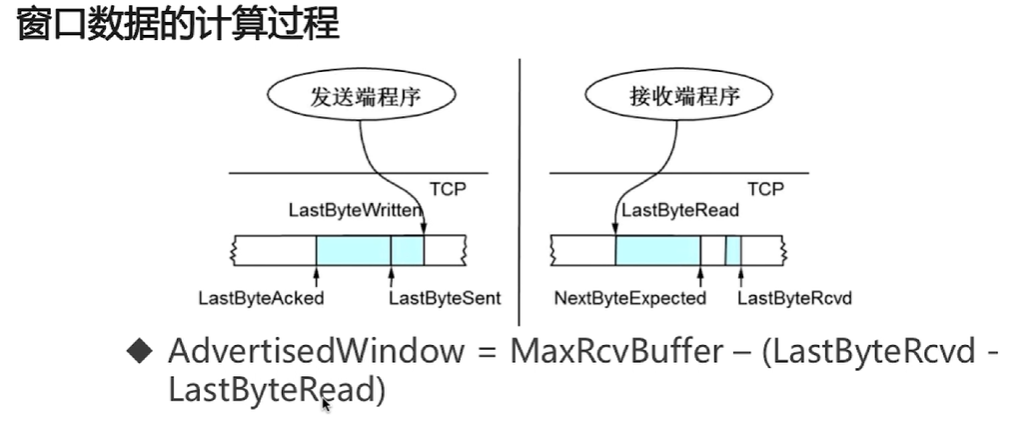 窗口数据的计算过程
发送端程序
接收端程序
TCP
TCP
LastByteWritten
LastByteRead
LastByteAcked
LastByteSent
NextByteExpected
LastByteRcvd
◆ AdvertisedWindow = MaxRcvBuffer – (LastByteRcvd -
LastByteRead)